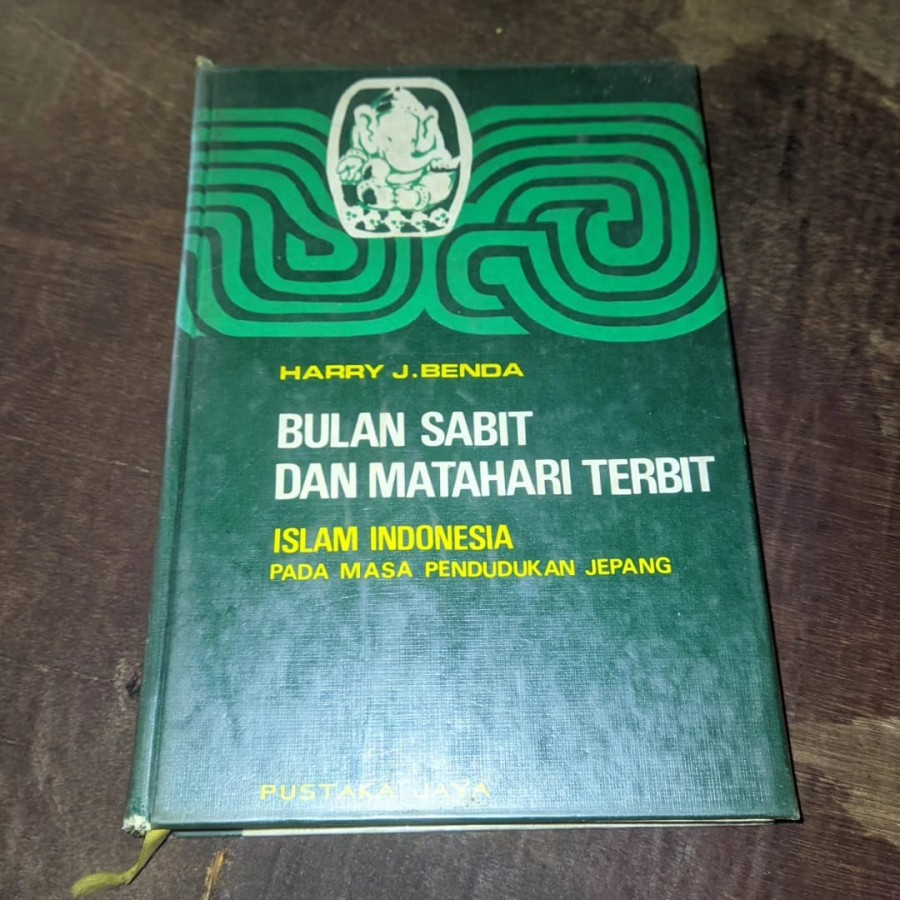 HARRY J.BENDA
BULAN SABIT
DAN MATAHARI TERBIT
ISLAM INDONESIA
PADA MASA PENDUDUKAN JEPANG
PUSTAKA JAYA